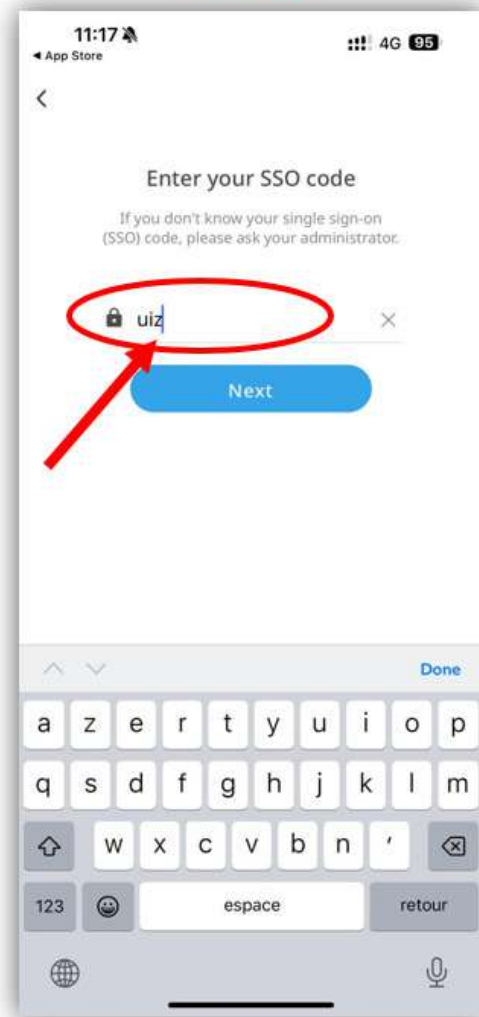 11:17
4G 95
◀ App Store
Enter your SSO code
If you don't know your single sign-on
(SSO) code, please ask your administrator.
uiz
Next
Done
a z e r t y u i o p
q s d f g h j k l m
w x c v b n ’
123 espace retour